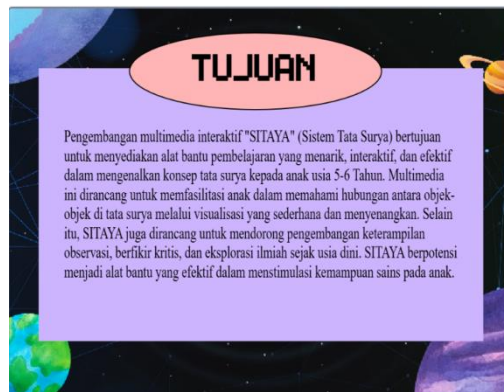 TUJUAN
Pengembangan multimedia interaktif "SITAYA" (Sistem Tata Surya) bertujuan
untuk menyediakan alat bantu pembelajaran yang menarik, interaktif, dan efektif
dalam mengenalkan konsep tata surya kepada anak usia 5-6 Tahun. Multimedia
ini dirancang untuk memfasilitasi anak dalam memahami hubungan antara objek-
objek di tata surya melalui visualisasi yang sederhana dan menyenangkan. Selain
itu, SITAYA juga dirancang untuk mendorong pengembangan keterampilan
observasi, berfikir kritis, dan eksplorasi ilmiah sejak usia dini. SITAYA berpotensi
menjadi alat bantu yang efektif dalam menstimulasi kemampuan sains pada anak.